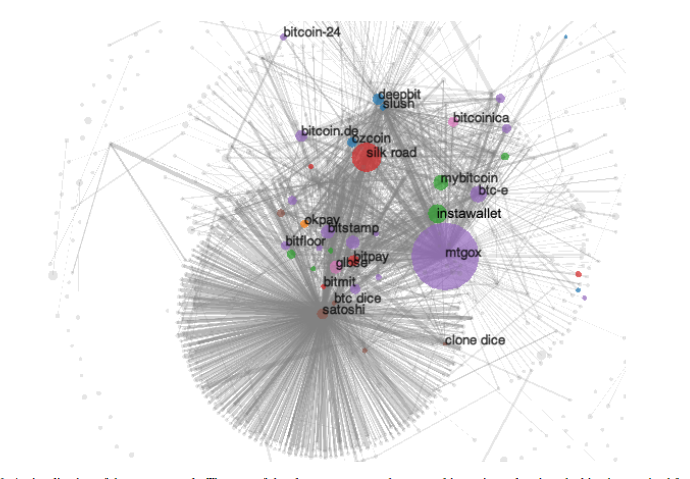 bitcoin-24
deepbit
slush
bitcoinica
bitcoin.de
ozcoin
silk road
mybitcoin
btc-e
instawallet
okpay
bitstamp
bitfloor
mtgox
bitpay
glbse
bitmit
btc dice
satoshi
clone dice